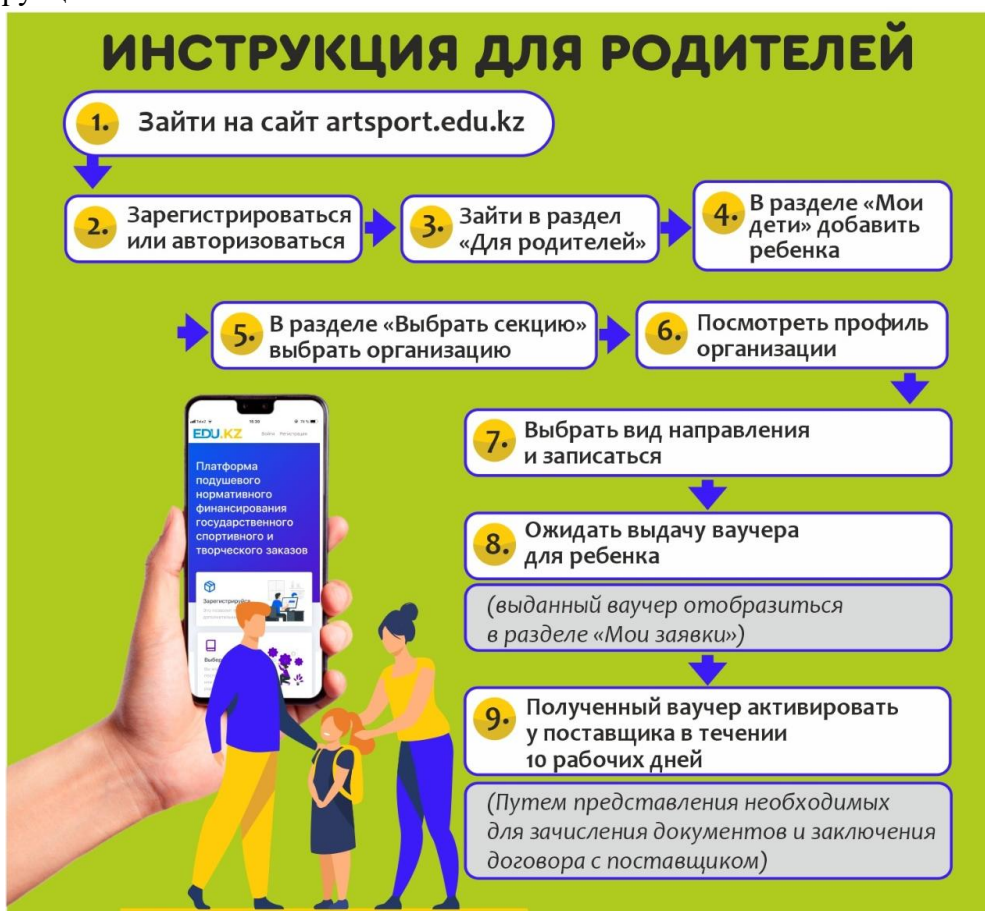 ИНСТРУКЦИЯ ДЛЯ РОДИТЕЛЕЙ
1. Зайти на сайт artsport.edu.kz
2. Зарегистрироваться
или авторизоваться
3. Зайти в раздел
«Для родителей»
4. В разделе «Мои
дети» добавить
ребенка
5. В разделе «Выбрать секцию»
выбрать организацию
6. Посмотреть профиль
организации
7. Выбрать вид направления
и записаться
8. Ожидать выдачу ваучера
для ребенка
(выданный ваучер отобразиться
в разделе «Мои заявки»)
9. Полученный ваучер активировать
у поставщика в течении
10 рабочих дней
(Путем представления необходимых
для зачисления документов и заключения
договора с поставщиком)
EDU.KZ
Войти Регистрация
Платформа
подушевого
нормативного
финансирования
государственного
спортивного и
творческого заказов
Зарегистрируйся